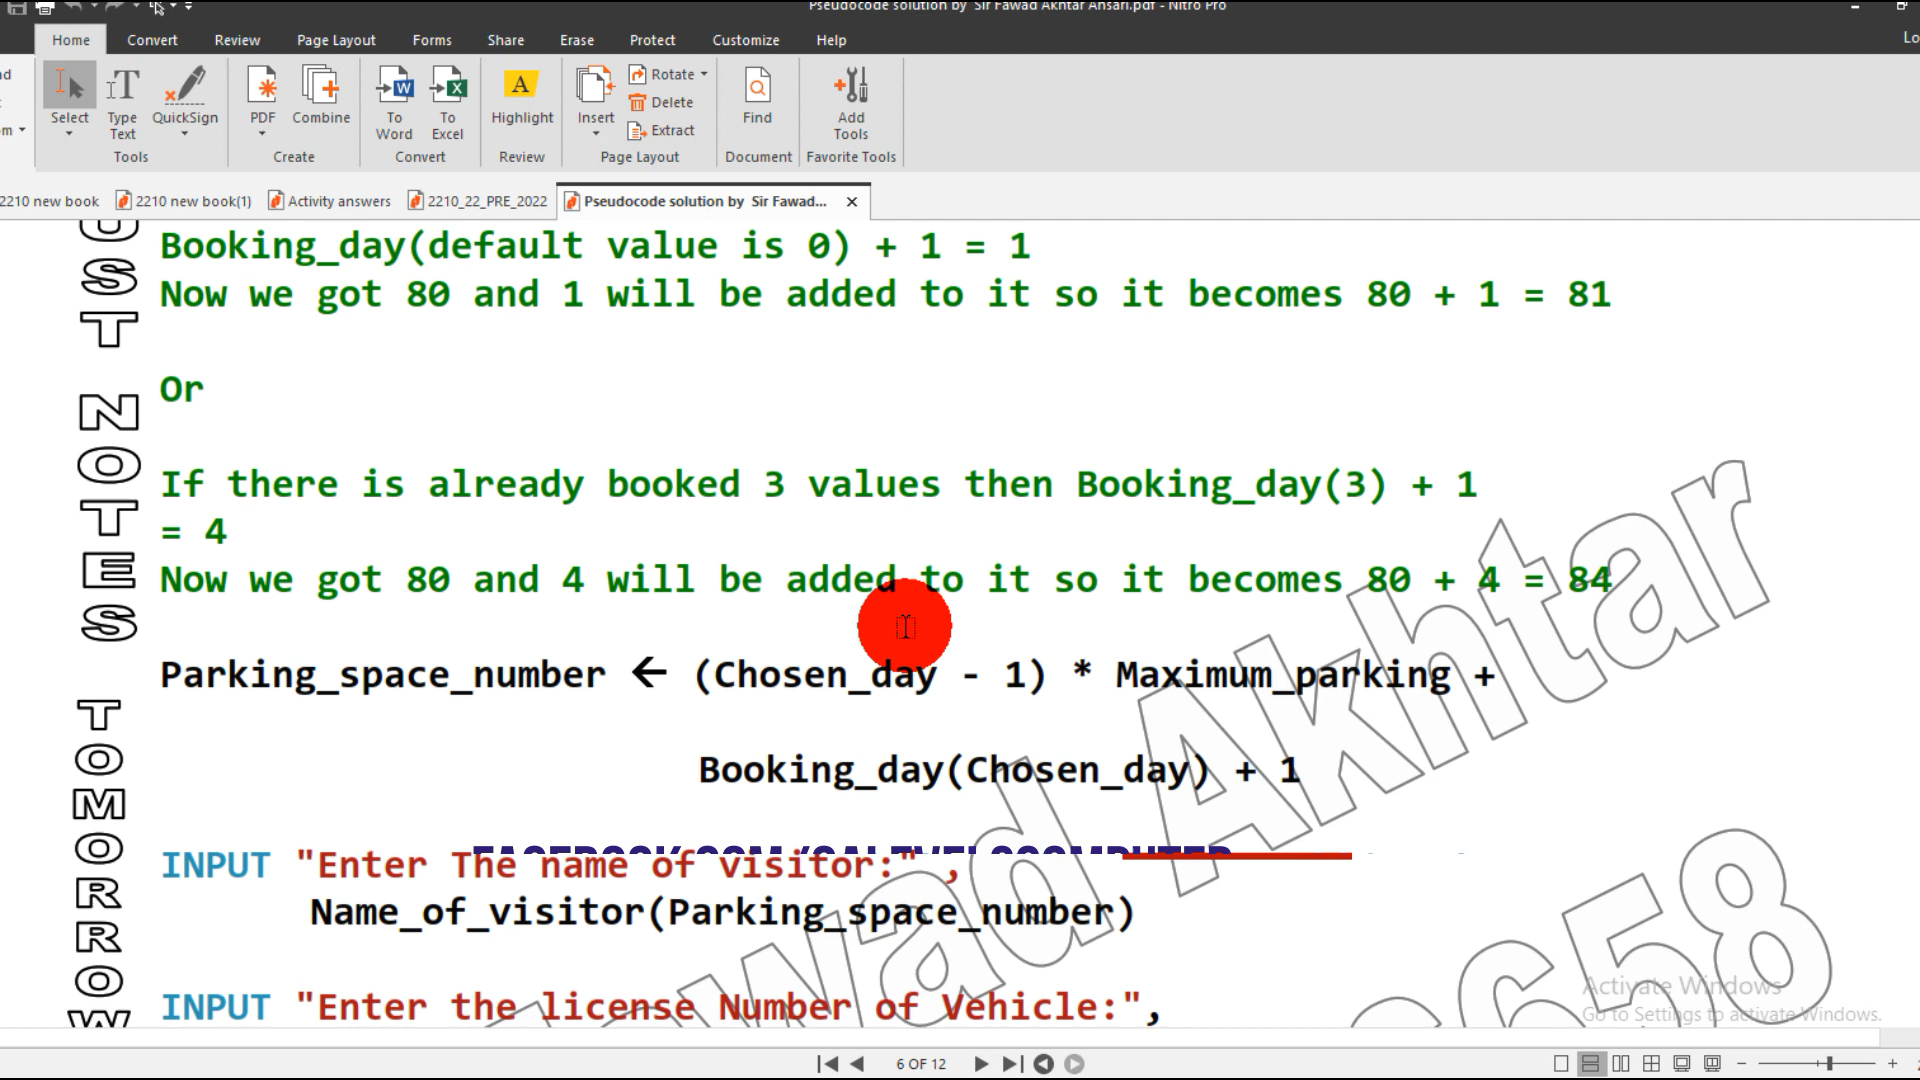 Pseudocode solution by Sir Fawad Akhtar Ansari.pdf - Nitro Pro
Home Convert Review Page Layout Forms Share Erase Protect Customize Help
Select
Type Text
QuickSign
Tools
PDF
Combine
Create
To Word
To Excel
Convert
A
Highlight
Review
Insert
Rotate
Delete
Extract
Page Layout
Find
Document
Add Tools
Favorite Tools
2210 new book
2210 new book(1)
Activity answers
2210_22_PRE_2022
Pseudocode solution by Sir Fawad...
Booking_day(default value is 0) + 1 = 1
Now we got 80 and 1 will be added to it so it becomes 80 + 1 = 81
Or
If there is already booked 3 values then Booking_day(3) + 1
= 4
Now we got 80 and 4 will be added to it so it becomes 80 + 4 = 84
Parking_space_number ← (Chosen_day - 1) * Maximum_parking +
Booking_day(Chosen_day) + 1
INPUT "Enter The name of visitor:",
Name_of_visitor(Parking_space_number)
INPUT "Enter the license Number of Vehicle:",
NOTES
TOMORROW
Akhtar
658
Activate Windows
Go to Settings to activate Windows.
6 OF 12